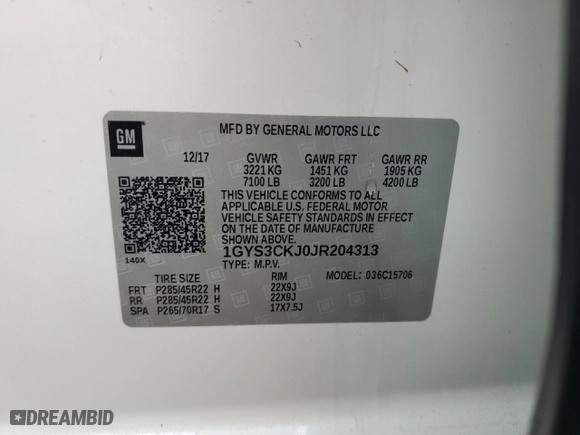 GM
MFD BY GENERAL MOTORS LLC
12/17 GVWR GAWR FRT GAWR RR
3221 KG 1451 KG 1905 KG
7100 LB 3200 LB 4200 LB
THIS VEHICLE CONFORMS TO ALL
APPLICABLE U.S. FEDERAL MOTOR
VEHICLE SAFETY STANDARDS IN EFFECT
ON THE DATE OF MANUFACTURE SHOWN ABOVE.
140X
1GYS3CKJ0JR204313
TYPE: M.P.V. MODEL: 036C15706
TIRE SIZE RIM
FRT P285/45R22 H 22X9J
RR P285/45R22 H 22X9J
SPA P265/70R17 S 17X7.5J
DREAMBID